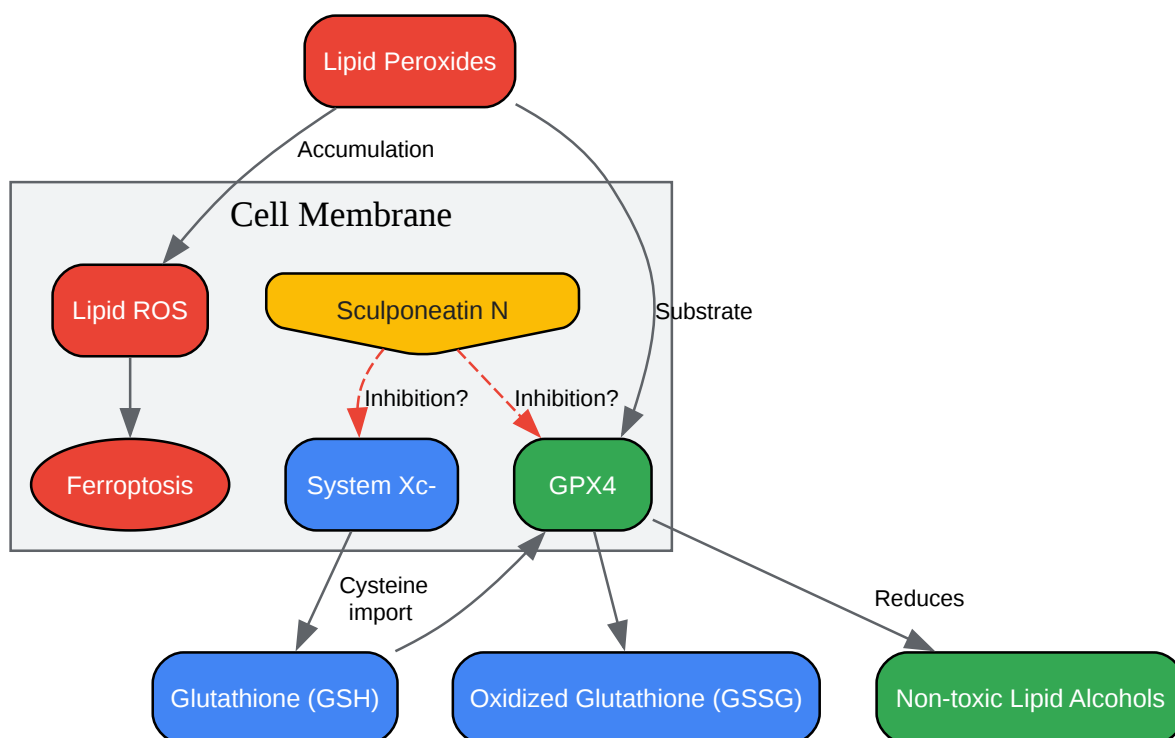 Lipid Peroxides
Accumulation
Cell Membrane
Lipid ROS
Sculponeatin N
Substrate
Inhibition?
Inhibition?
Ferroptosis
System Xc-
GPX4
Cysteine
import
Reduces
Glutathione (GSH)
Oxidized Glutathione (GSSG)
Non-toxic Lipid Alcohols